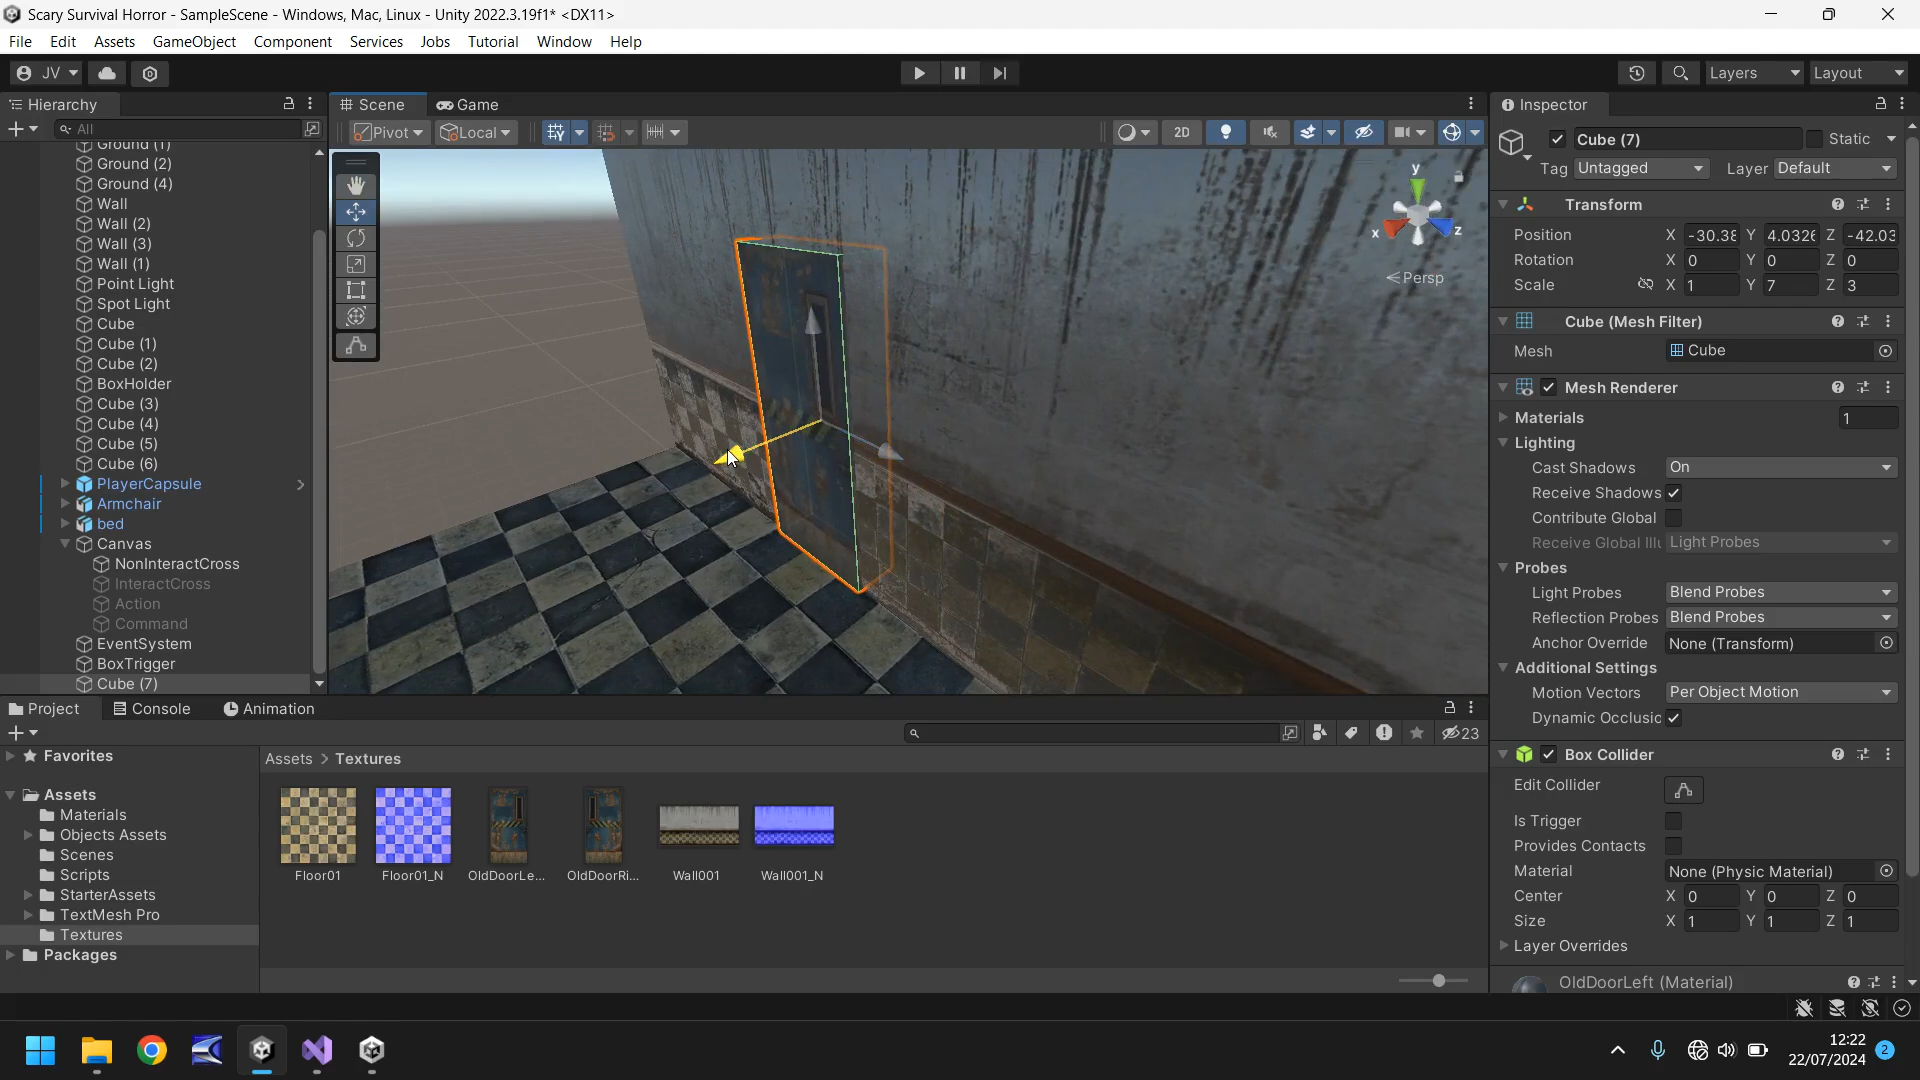 Scary Survival Horror - SampleScene - Windows, Mac, Linux - Unity 2022.3.19f1* <DX11>
File Edit Assets GameObject Component Services Jobs Tutorial Window Help
JV
Layers
Layout
Hierarchy
All
Ground (1)
Ground (2)
Ground (4)
Wall
Wall (2)
Wall (3)
Wall (1)
Point Light
Spot Light
Cube
Cube (1)
Cube (2)
BoxHolder
Cube (3)
Cube (4)
Cube (5)
Cube (6)
PlayerCapsule
Armchair
bed
Canvas
NonInteractCross
InteractCross
Action
Command
EventSystem
BoxTrigger
Cube (7)
Scene Game
Pivot Local
2D
y
x
z
Persp
Inspector
Cube (7) Static
Tag Untagged Layer Default
Transform
Position X -30.38 Y 4.0326 Z -42.03
Rotation X 0 Y 0 Z 0
Scale X 1 Y 7 Z 3
Cube (Mesh Filter)
Mesh Cube
Mesh Renderer
Materials 1
Lighting
Cast Shadows On
Receive Shadows
Contribute Global
Receive Global Illu Light Probes
Probes
Light Probes Blend Probes
Reflection Probes Blend Probes
Anchor Override None (Transform)
Additional Settings
Motion Vectors Per Object Motion
Dynamic Occlusic
Box Collider
Edit Collider
Is Trigger
Provides Contacts
Material None (Physic Material)
Center X 0 Y 0 Z 0
Size X 1 Y 1 Z 1
Layer Overrides
OldDoorLeft (Material)
Project Console Animation
23
Favorites
Assets
Materials
Objects Assets
Scenes
Scripts
StarterAssets
TextMesh Pro
Textures
Packages
Assets > Textures
Floor01 Floor01_N OldDoorLe... OldDoorRi... Wall001 Wall001_N
12:22
22/07/2024
2